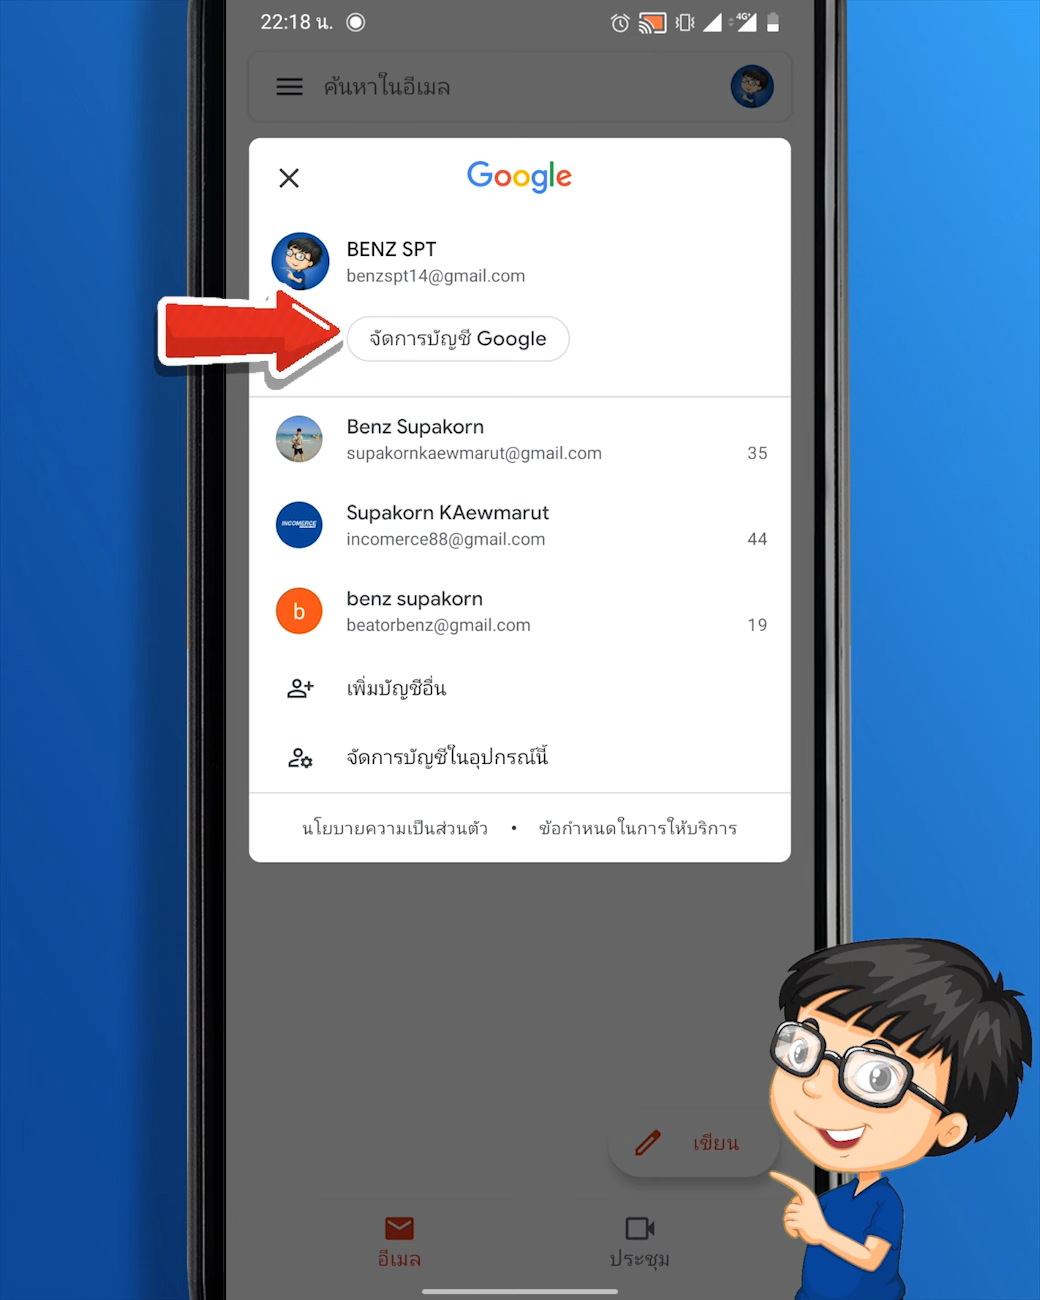 22:18 น.
4G+
ค้นหาในอีเมล
Google
BENZ SPT
benzspt14@gmail.com
จัดการบัญชี Google
Benz Supakorn
supakornkaewmarut@gmail.com
35
INCOMERCE
Supakorn KAewmarut
incomerce88@gmail.com
44
b
benz supakorn
beatorbenz@gmail.com
19
เพิ่มบัญชีอื่น
จัดการบัญชีในอุปกรณ์นี้
นโยบายความเป็นส่วนตัว • ข้อกำหนดในการให้บริการ
เขียน
อีเมล
ประชุม